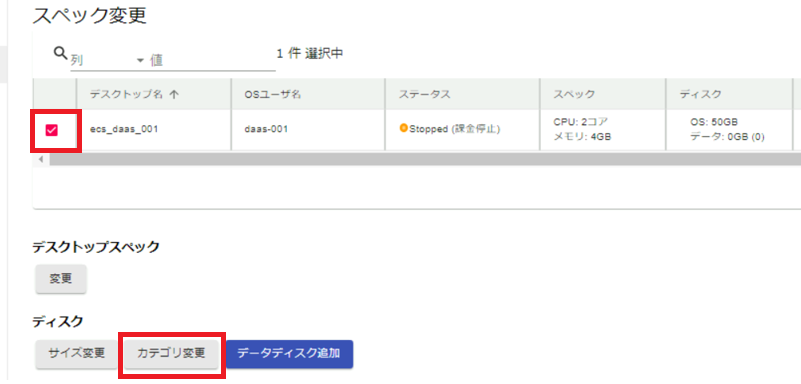 スペック変更
列 値 1 件 選択中
デスクトップ名 ↑ OSユーザ名 ステータス スペック ディスク
ecs_daas_001 daas-001 Stopped (課金停止) CPU: 2コア OS: 50GB
メモリ: 4GB データ: 0GB (0)
デスクトップスペック
変更
ディスク
サイズ変更 カテゴリ変更 データディスク追加